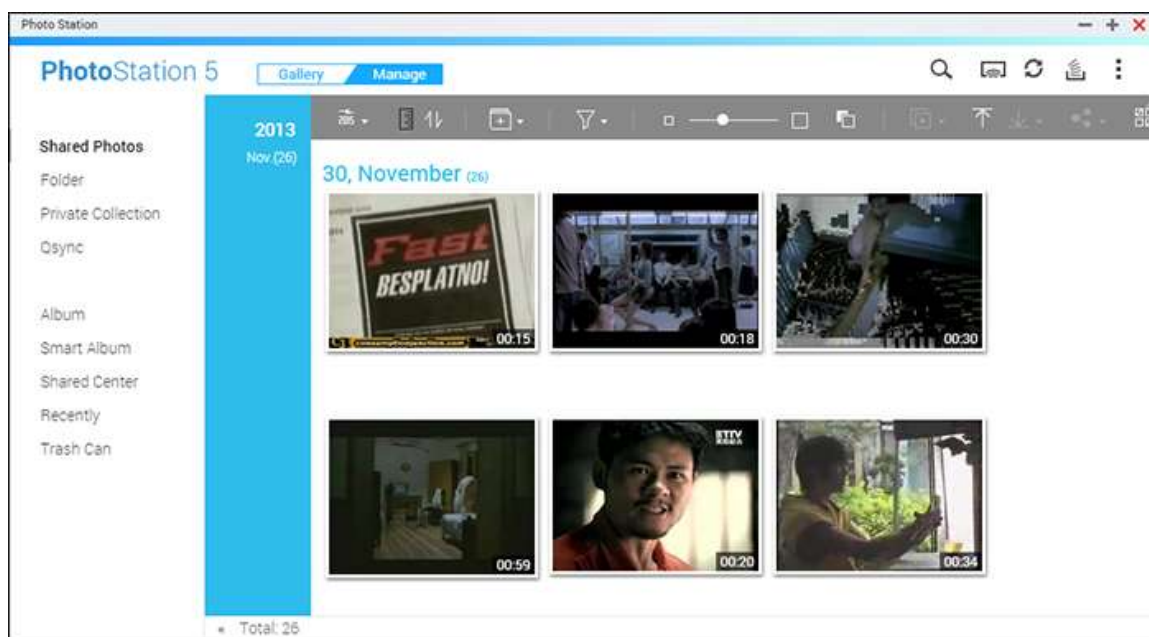 Photo Station
PhotoStation 5
Gallery
Manage
2013
Nov.(26)
Shared Photos
Folder
Private Collection
Qsync
Album
Smart Album
Shared Center
Recently
Trash Can
30, November (26)
Fast
BESPLATNO!
00:15
00:18
00:30
00:59
ETTV
00:20
00:34
« Total: 26